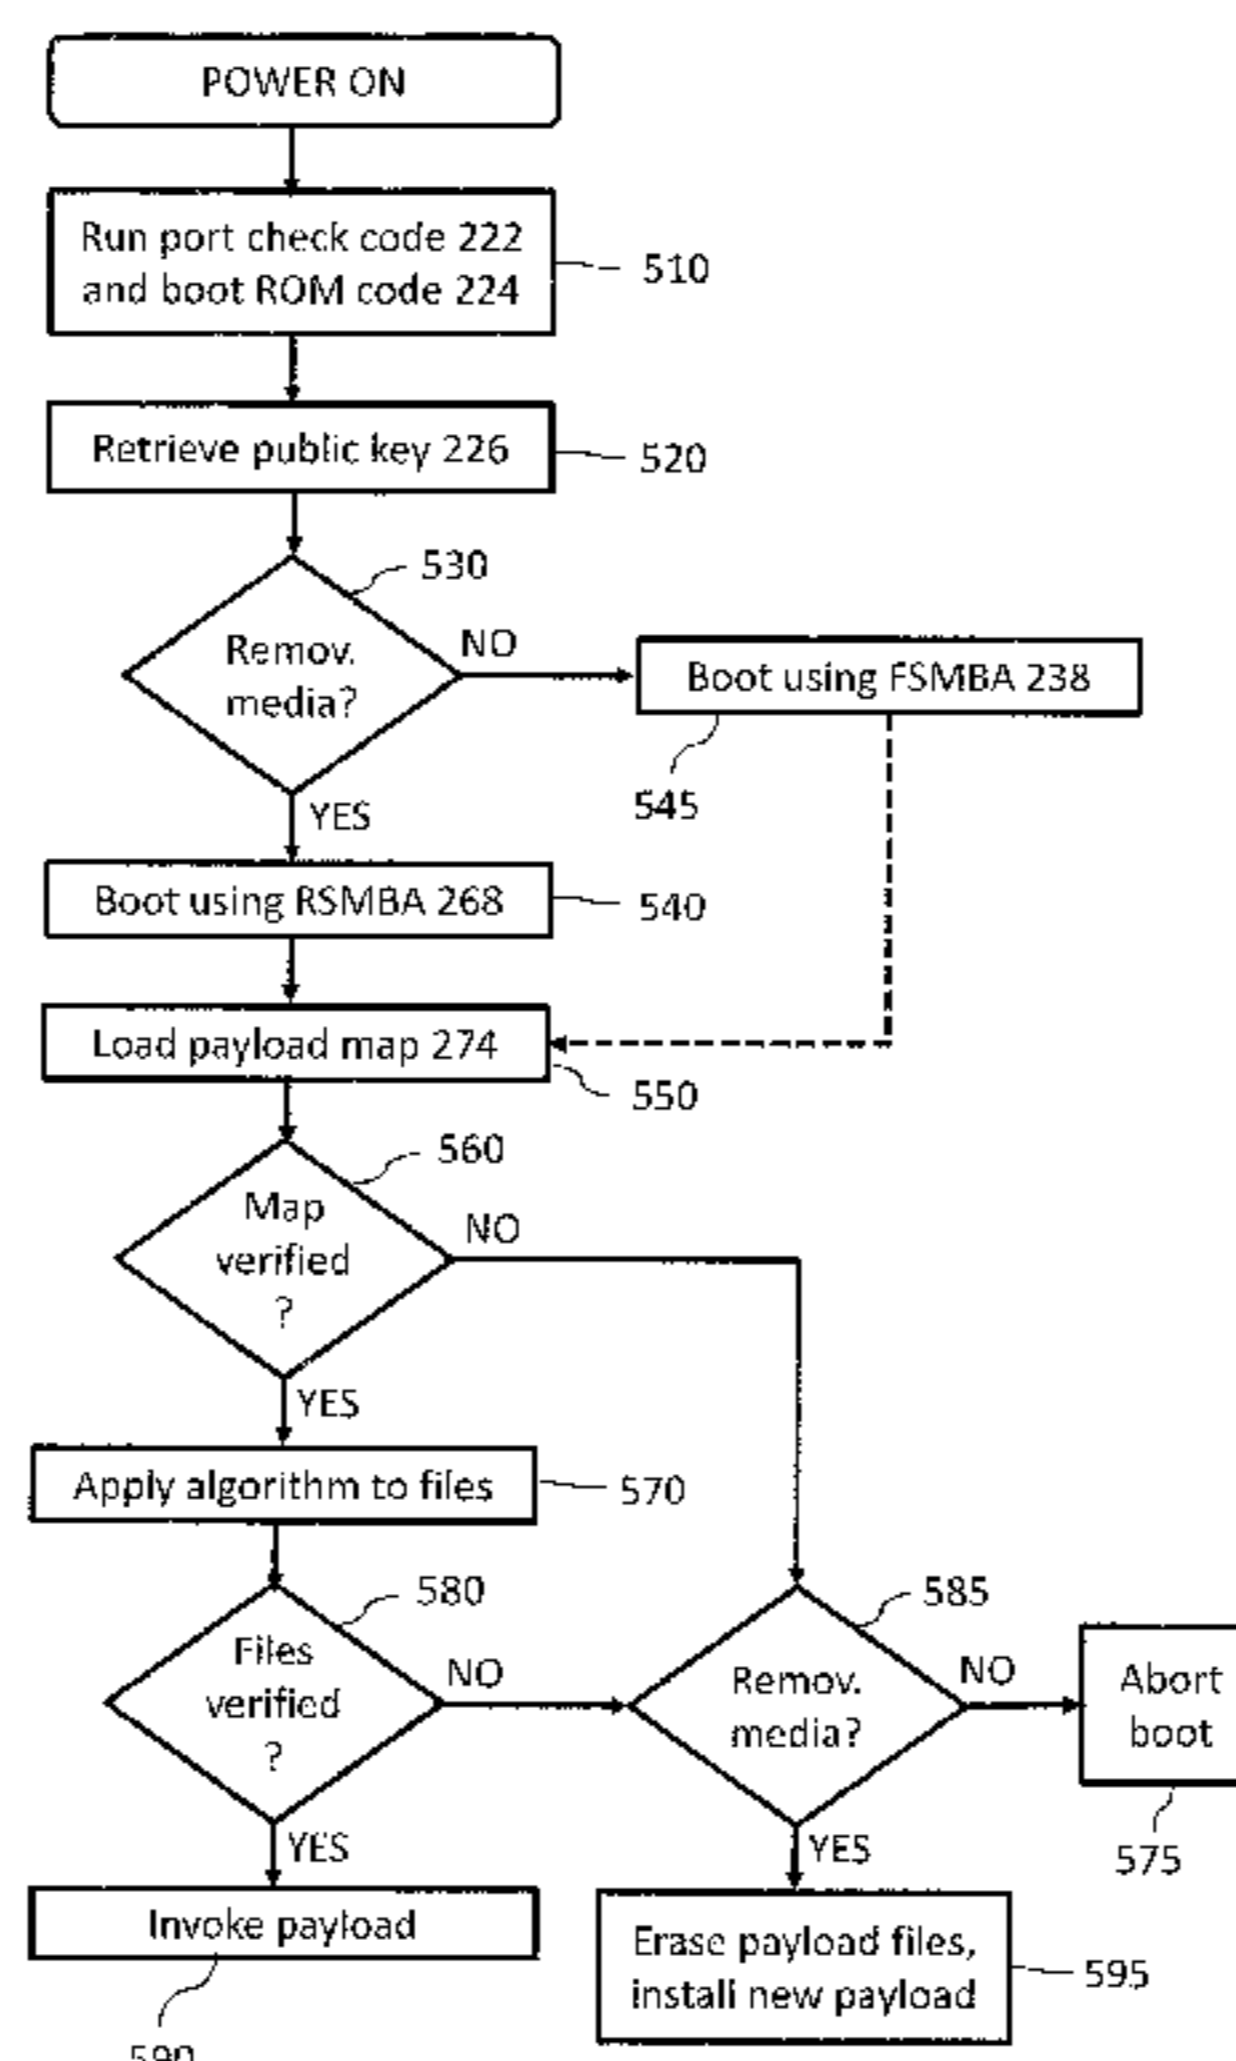 POWER ON
Run port check code 222
and boot ROM code 224
510
Retrieve public key 226
520
530
Remov.
media?
NO
Boot using FSMBA 238
545
YES
Boot using RSMBA 268
540
Load payload map 274
550
560
Map
verified
?
NO
YES
Apply algorithm to files
570
580
Files
verified
?
NO
585
Remov.
media?
NO
Abort
boot
575
YES
Invoke payload
590
YES
Erase payload files,
install new payload
595